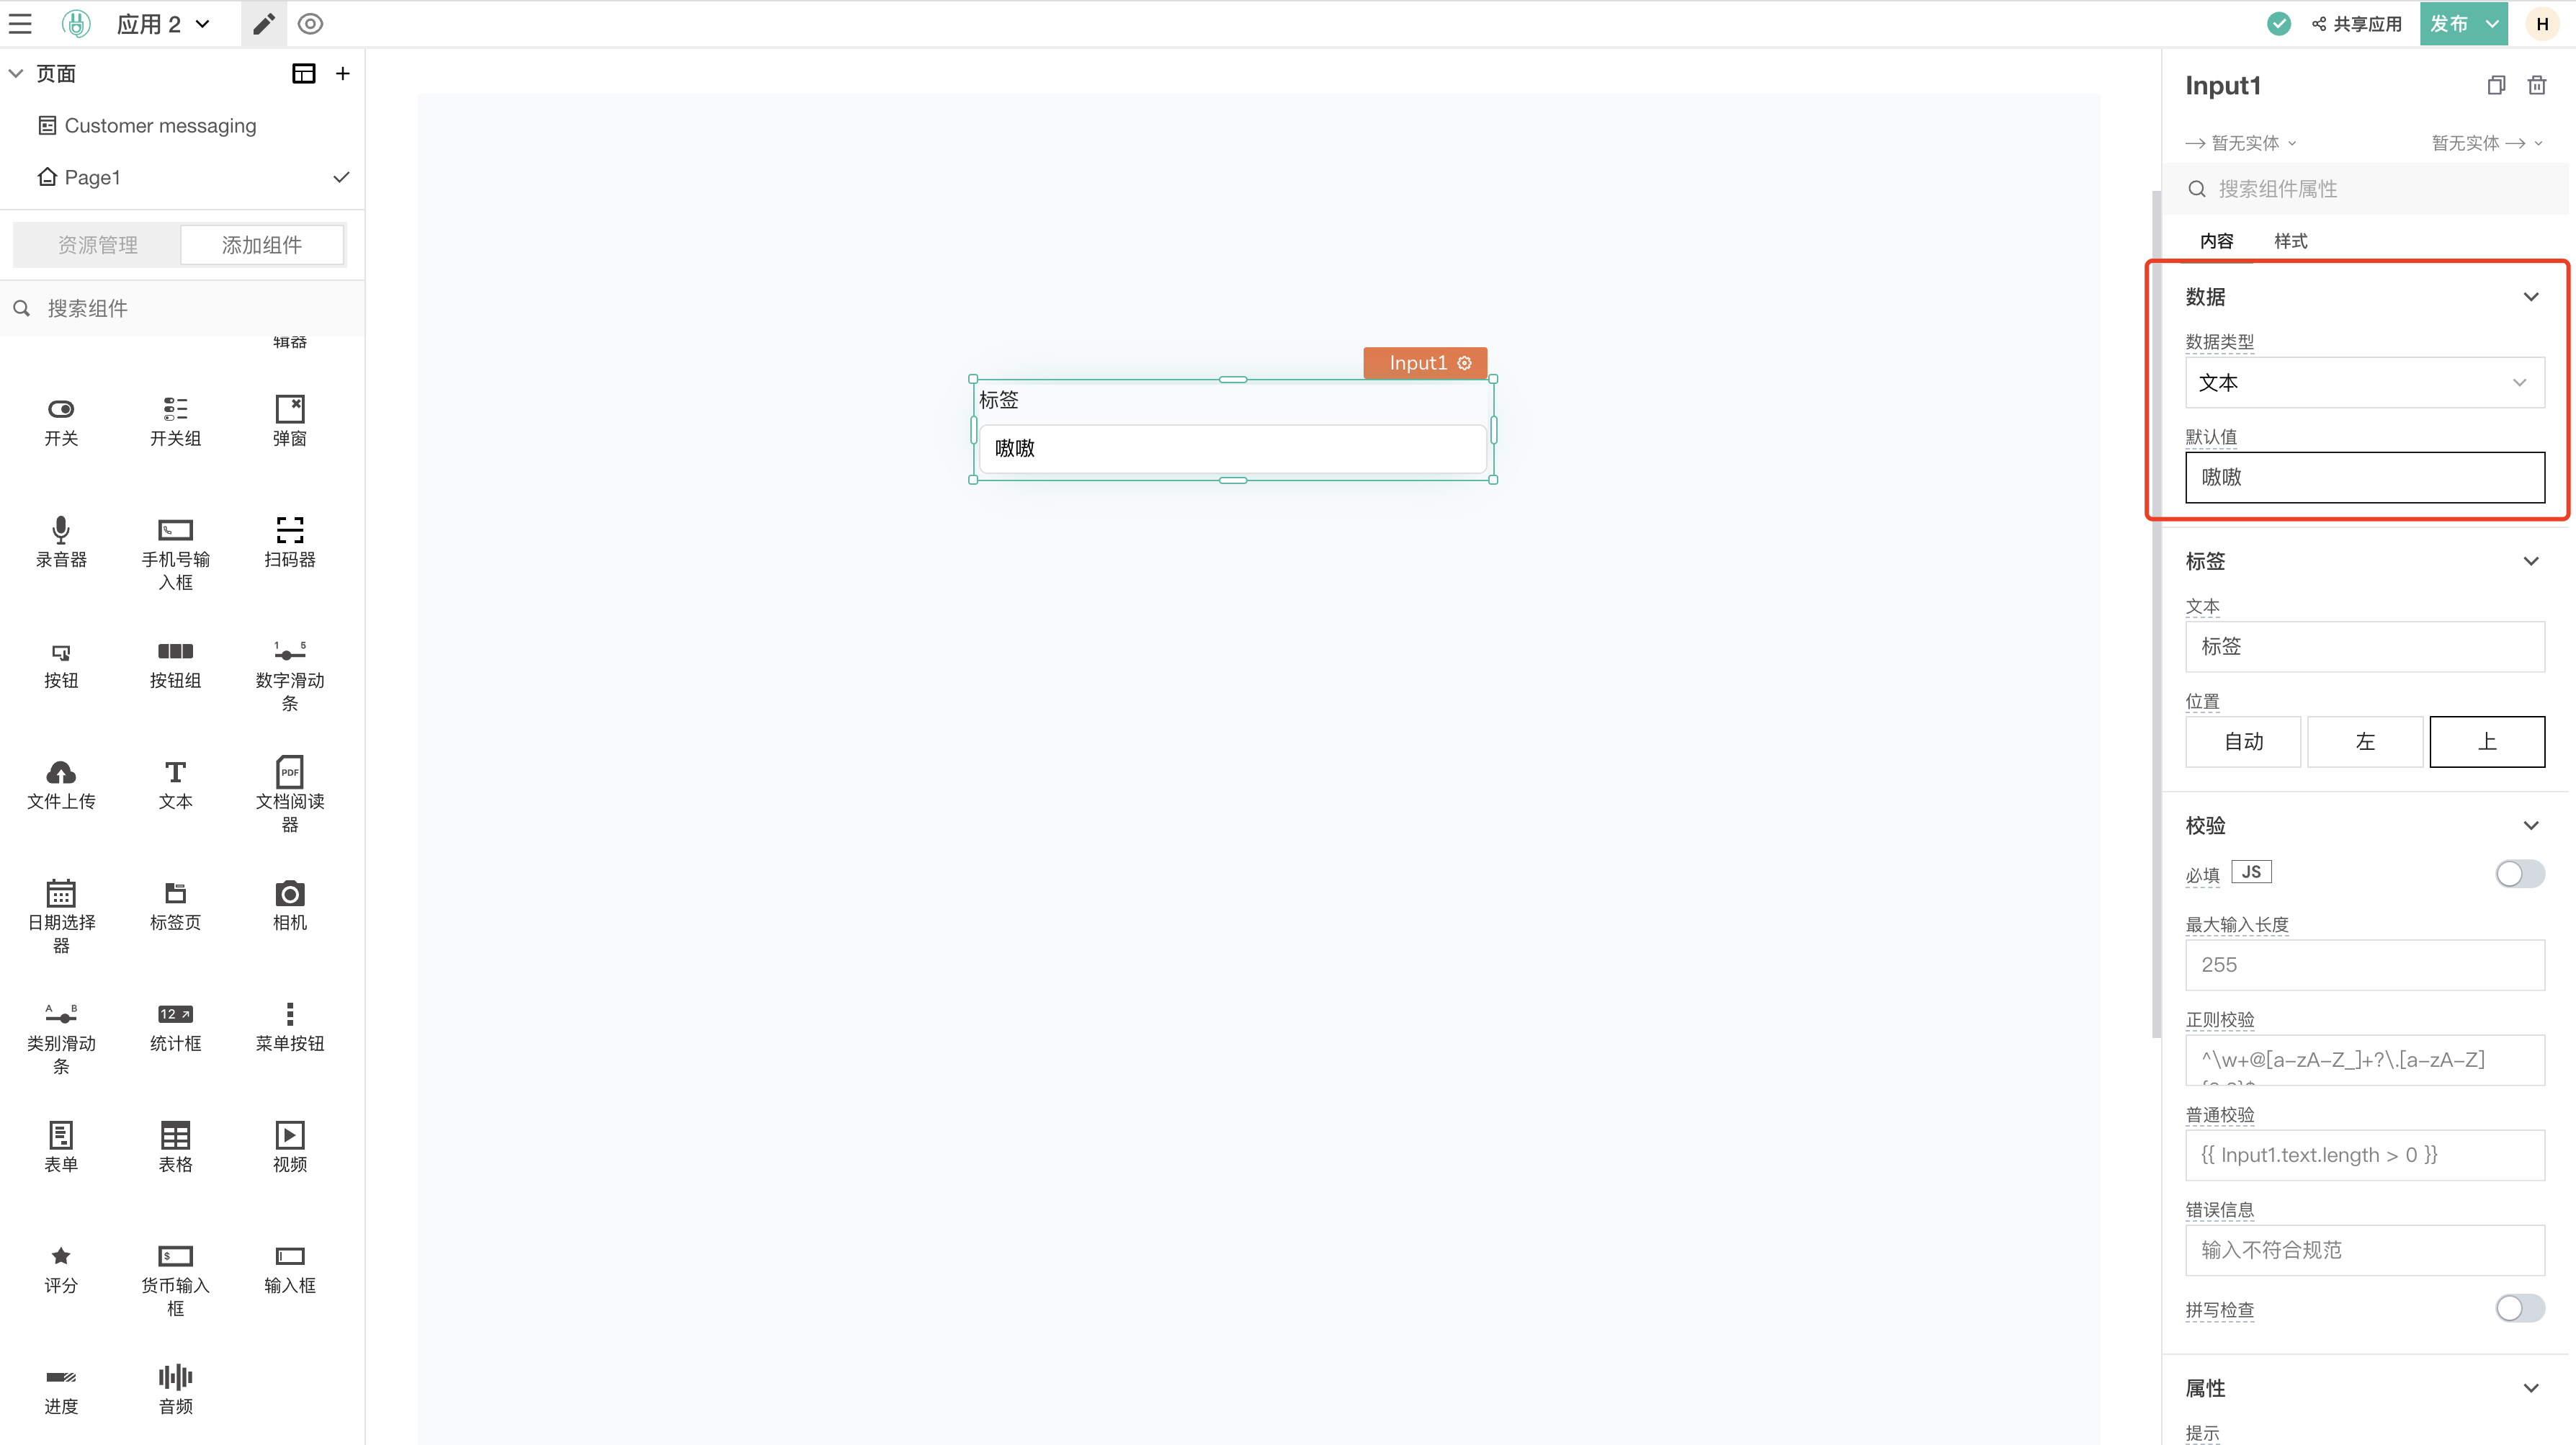 应用 2
共享应用
发布
H
页面
Customer messaging
Page1
资源管理
添加组件
搜索组件
辑器
开关
开关组
弹窗
录音器
手机号输
入框
扫码器
按钮
按钮组
1 5
数字滑动
条
文件上传
文本
PDF
文档阅读
器
日期选择
器
标签页
相机
A B
类别滑动
条
12
统计框
菜单按钮
表单
表格
视频
评分
$
货币输入
框
输入框
进度
音频
Input1
标签
嗷嗷
Input1
暂无实体
暂无实体
搜索组件属性
内容
样式
数据
数据类型
文本
默认值
嗷嗷
标签
文本
标签
位置
自动
左
上
校验
必填
JS
最大输入长度
255
正则校验
^\w+@[a-zA-Z_]+?\.[a-zA-Z]
普通校验
{{ Input1.text.length > 0 }}
错误信息
输入不符合规范
拼写检查
属性
提示